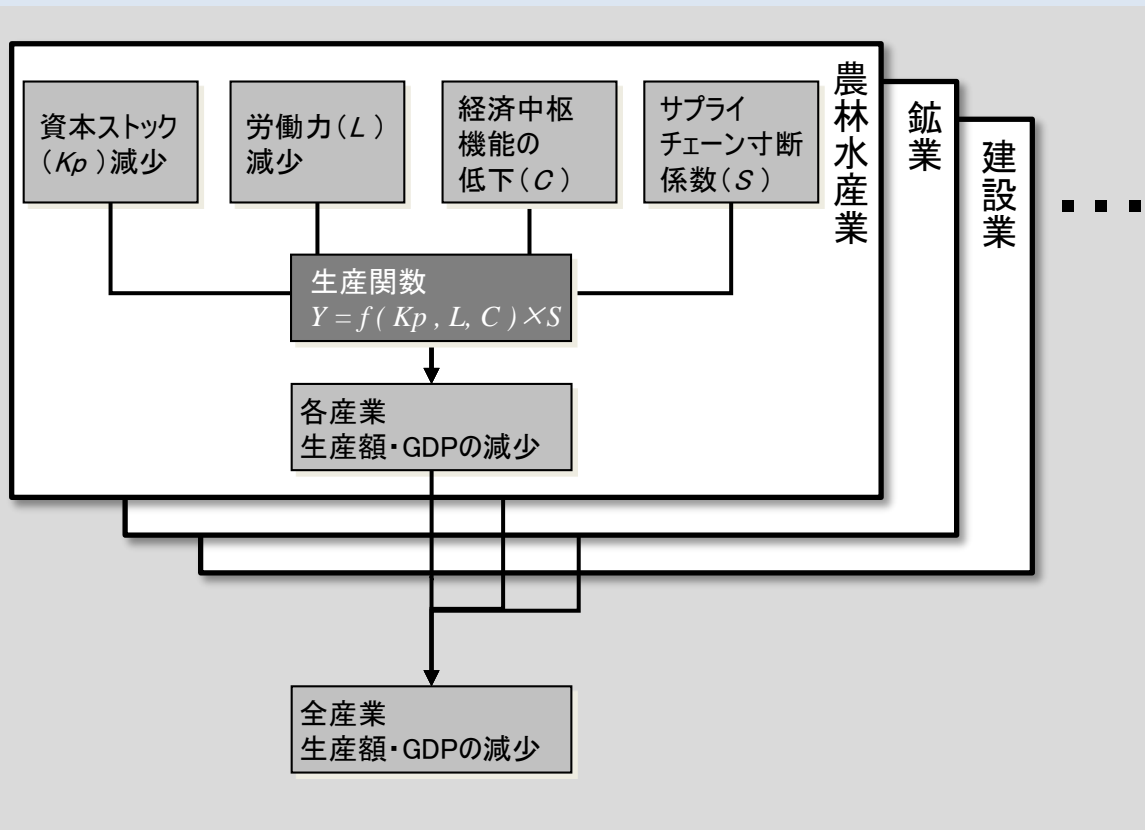 資本ストック
（Kp）減少
労働力（L）
減少
経済中枢
機能の
低下（C）
サプライ
チェーン寸断
係数（S）
農林水産業
鉱業
建設業
・・・
生産関数
Y = f ( Kp , L, C )×S
各産業
生産額・GDPの減少
全産業
生産額・GDPの減少